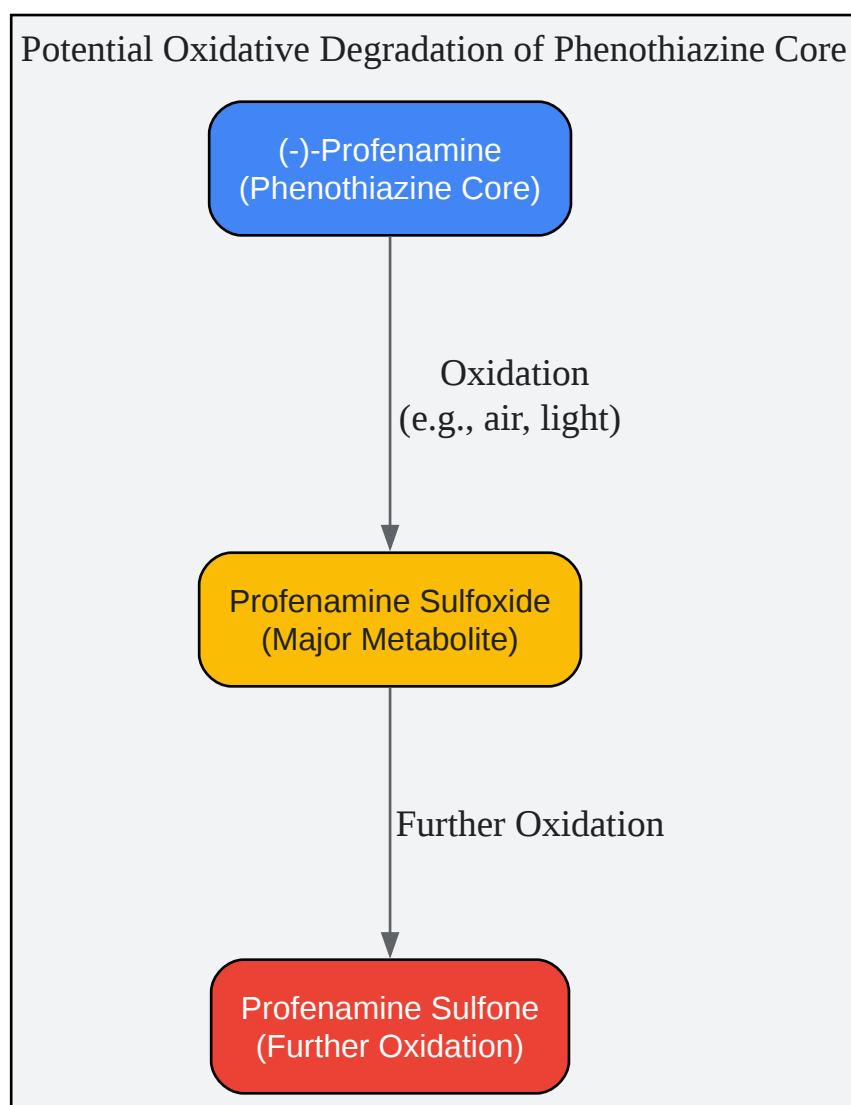 Potential Oxidative Degradation of Phenothiazine Core
(-)-Profenamine
(Phenothiazine Core)
Oxidation
(e.g., air, light)
Profenamine Sulfoxide
(Major Metabolite)
Further Oxidation
Profenamine Sulfone
(Further Oxidation)